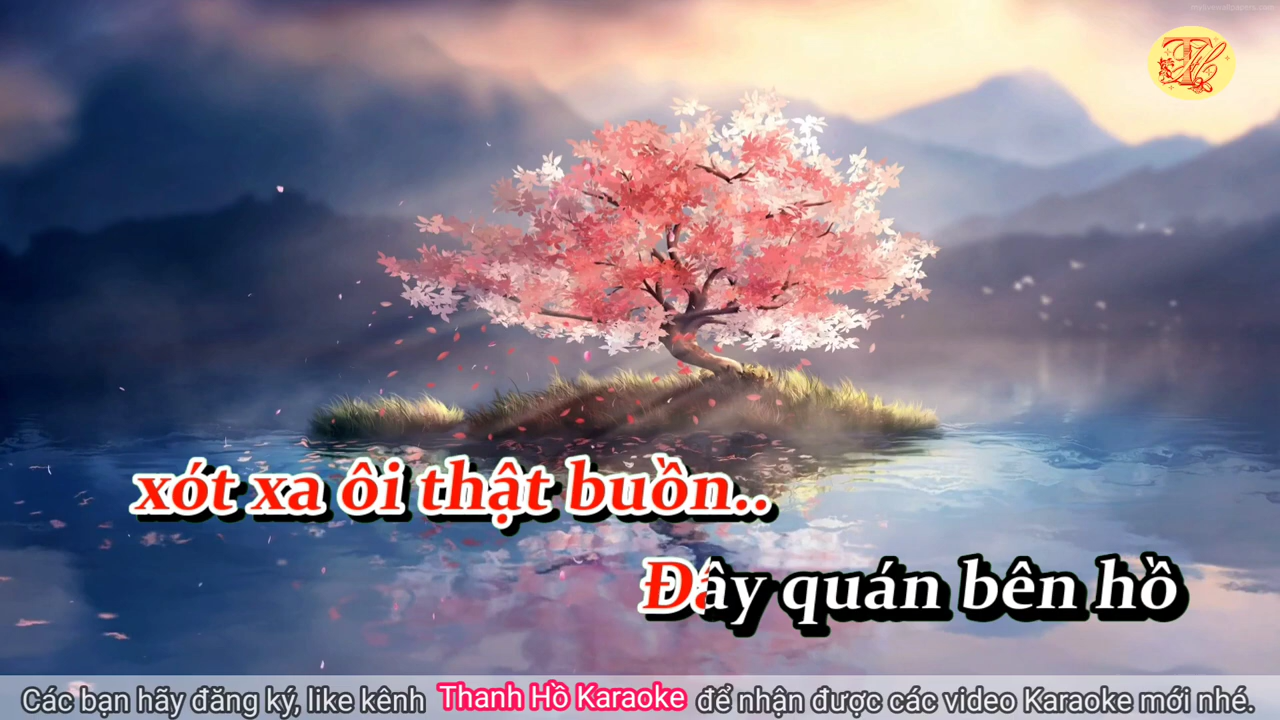 xót xa ôi thật buồn..
Đây quán bên hồ
Các bạn hãy đăng ký, like kênh Thanh Hồ Karaoke để nhận được các video Karaoke mới nhé.